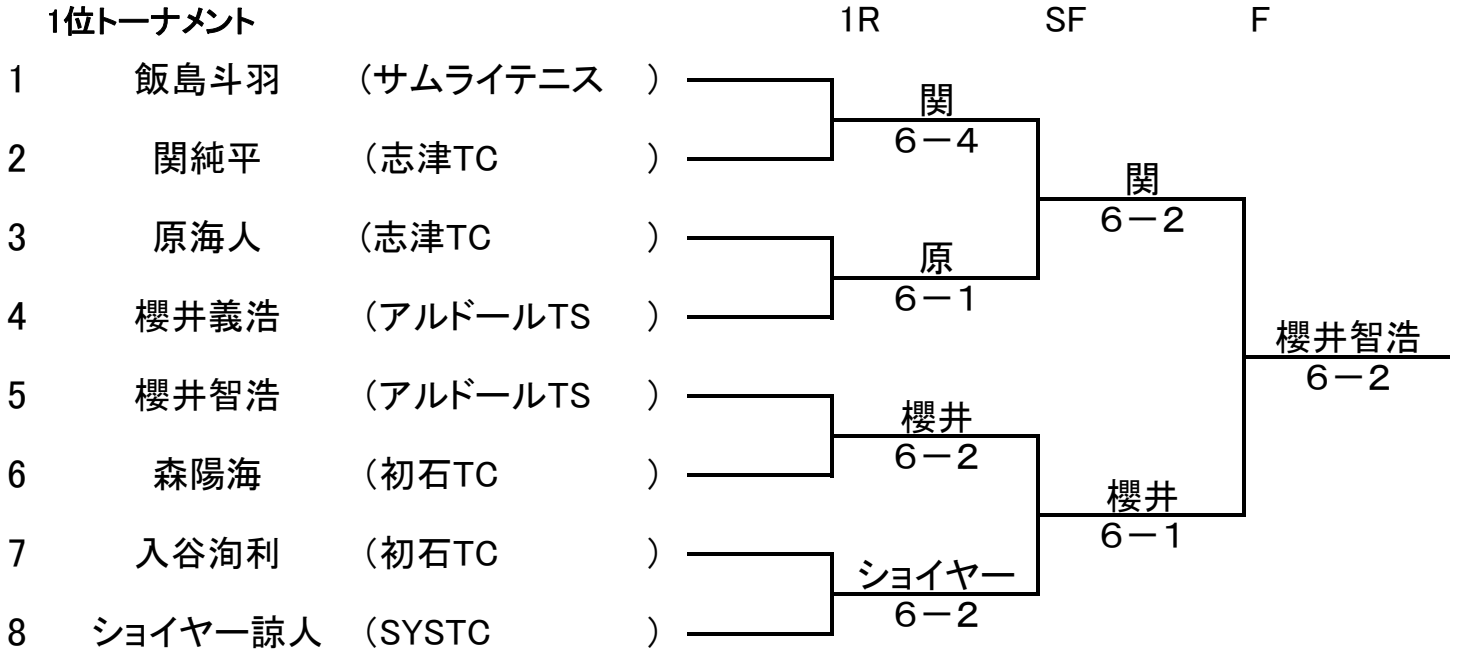 1位トーナメント 1R SF F
1 飯島斗羽 (サムライテニス )
関
6-4
2 関純平 (志津TC )
関
6-2
3 原海人 (志津TC )
原
6-1
4 櫻井義浩 (アルドールTS )
櫻井智浩
6-2
5 櫻井智浩 (アルドールTS )
櫻井
6-2
6 森陽海 (初石TC )
櫻井
6-1
7 入谷洵利 (初石TC )
ショイヤー
6-2
8 ショイヤー諒人 (SYSTC )